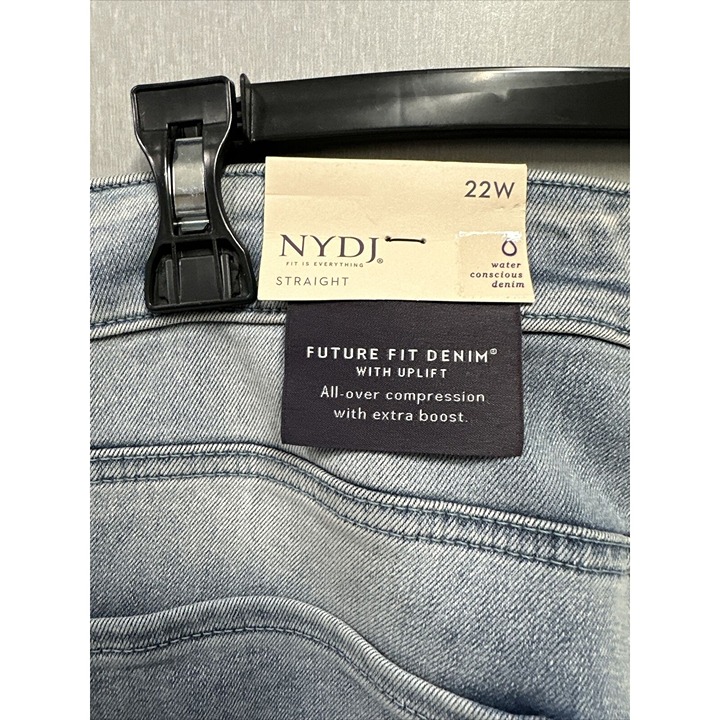 22W
NYDJ®
FIT IS EVERYTHING
STRAIGHT
water
conscious
denim
FUTURE FIT DENIM®
WITH UPLIFT
All-over compression
with extra boost.